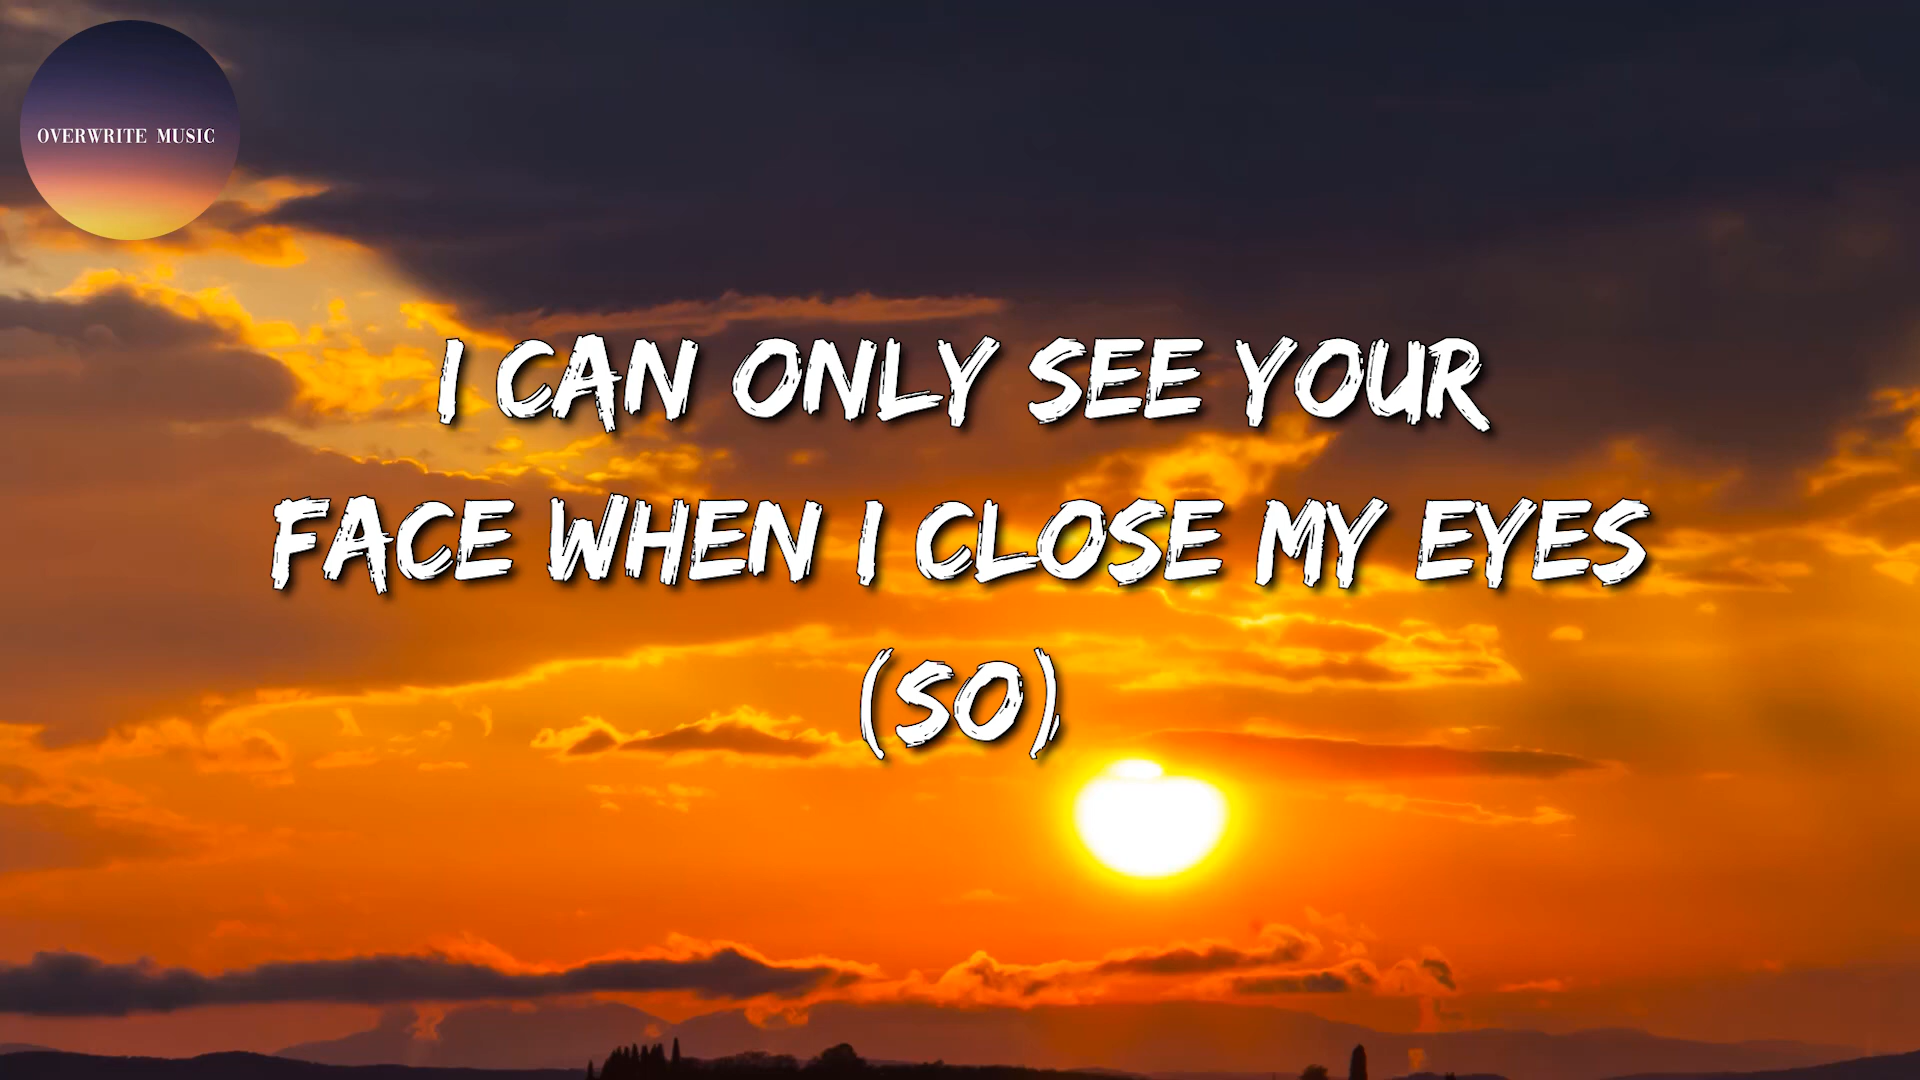 OVERWRITE MUSIC
I CAN ONLY SEE YOUR
FACE WHEN I CLOSE MY EYES
(SO)